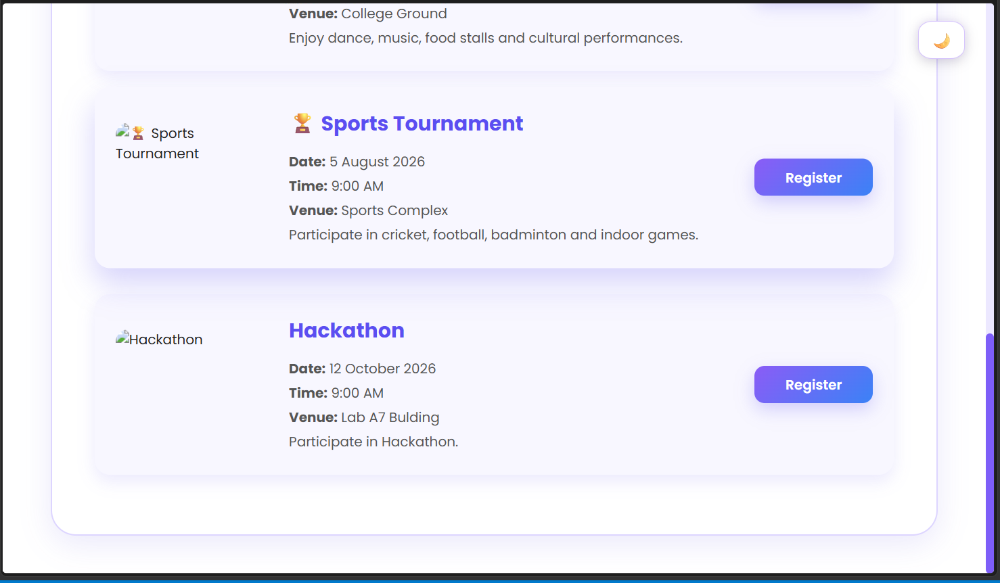 Venue: College Ground
Enjoy dance, music, food stalls and cultural performances.
🏆 Sports
Tournament
🏆 Sports Tournament
Date: 5 August 2026
Time: 9:00 AM
Venue: Sports Complex
Participate in cricket, football, badminton and indoor games.
Register
Hackathon
Hackathon
Date: 12 October 2026
Time: 9:00 AM
Venue: Lab A7 Bulding
Participate in Hackathon.
Register